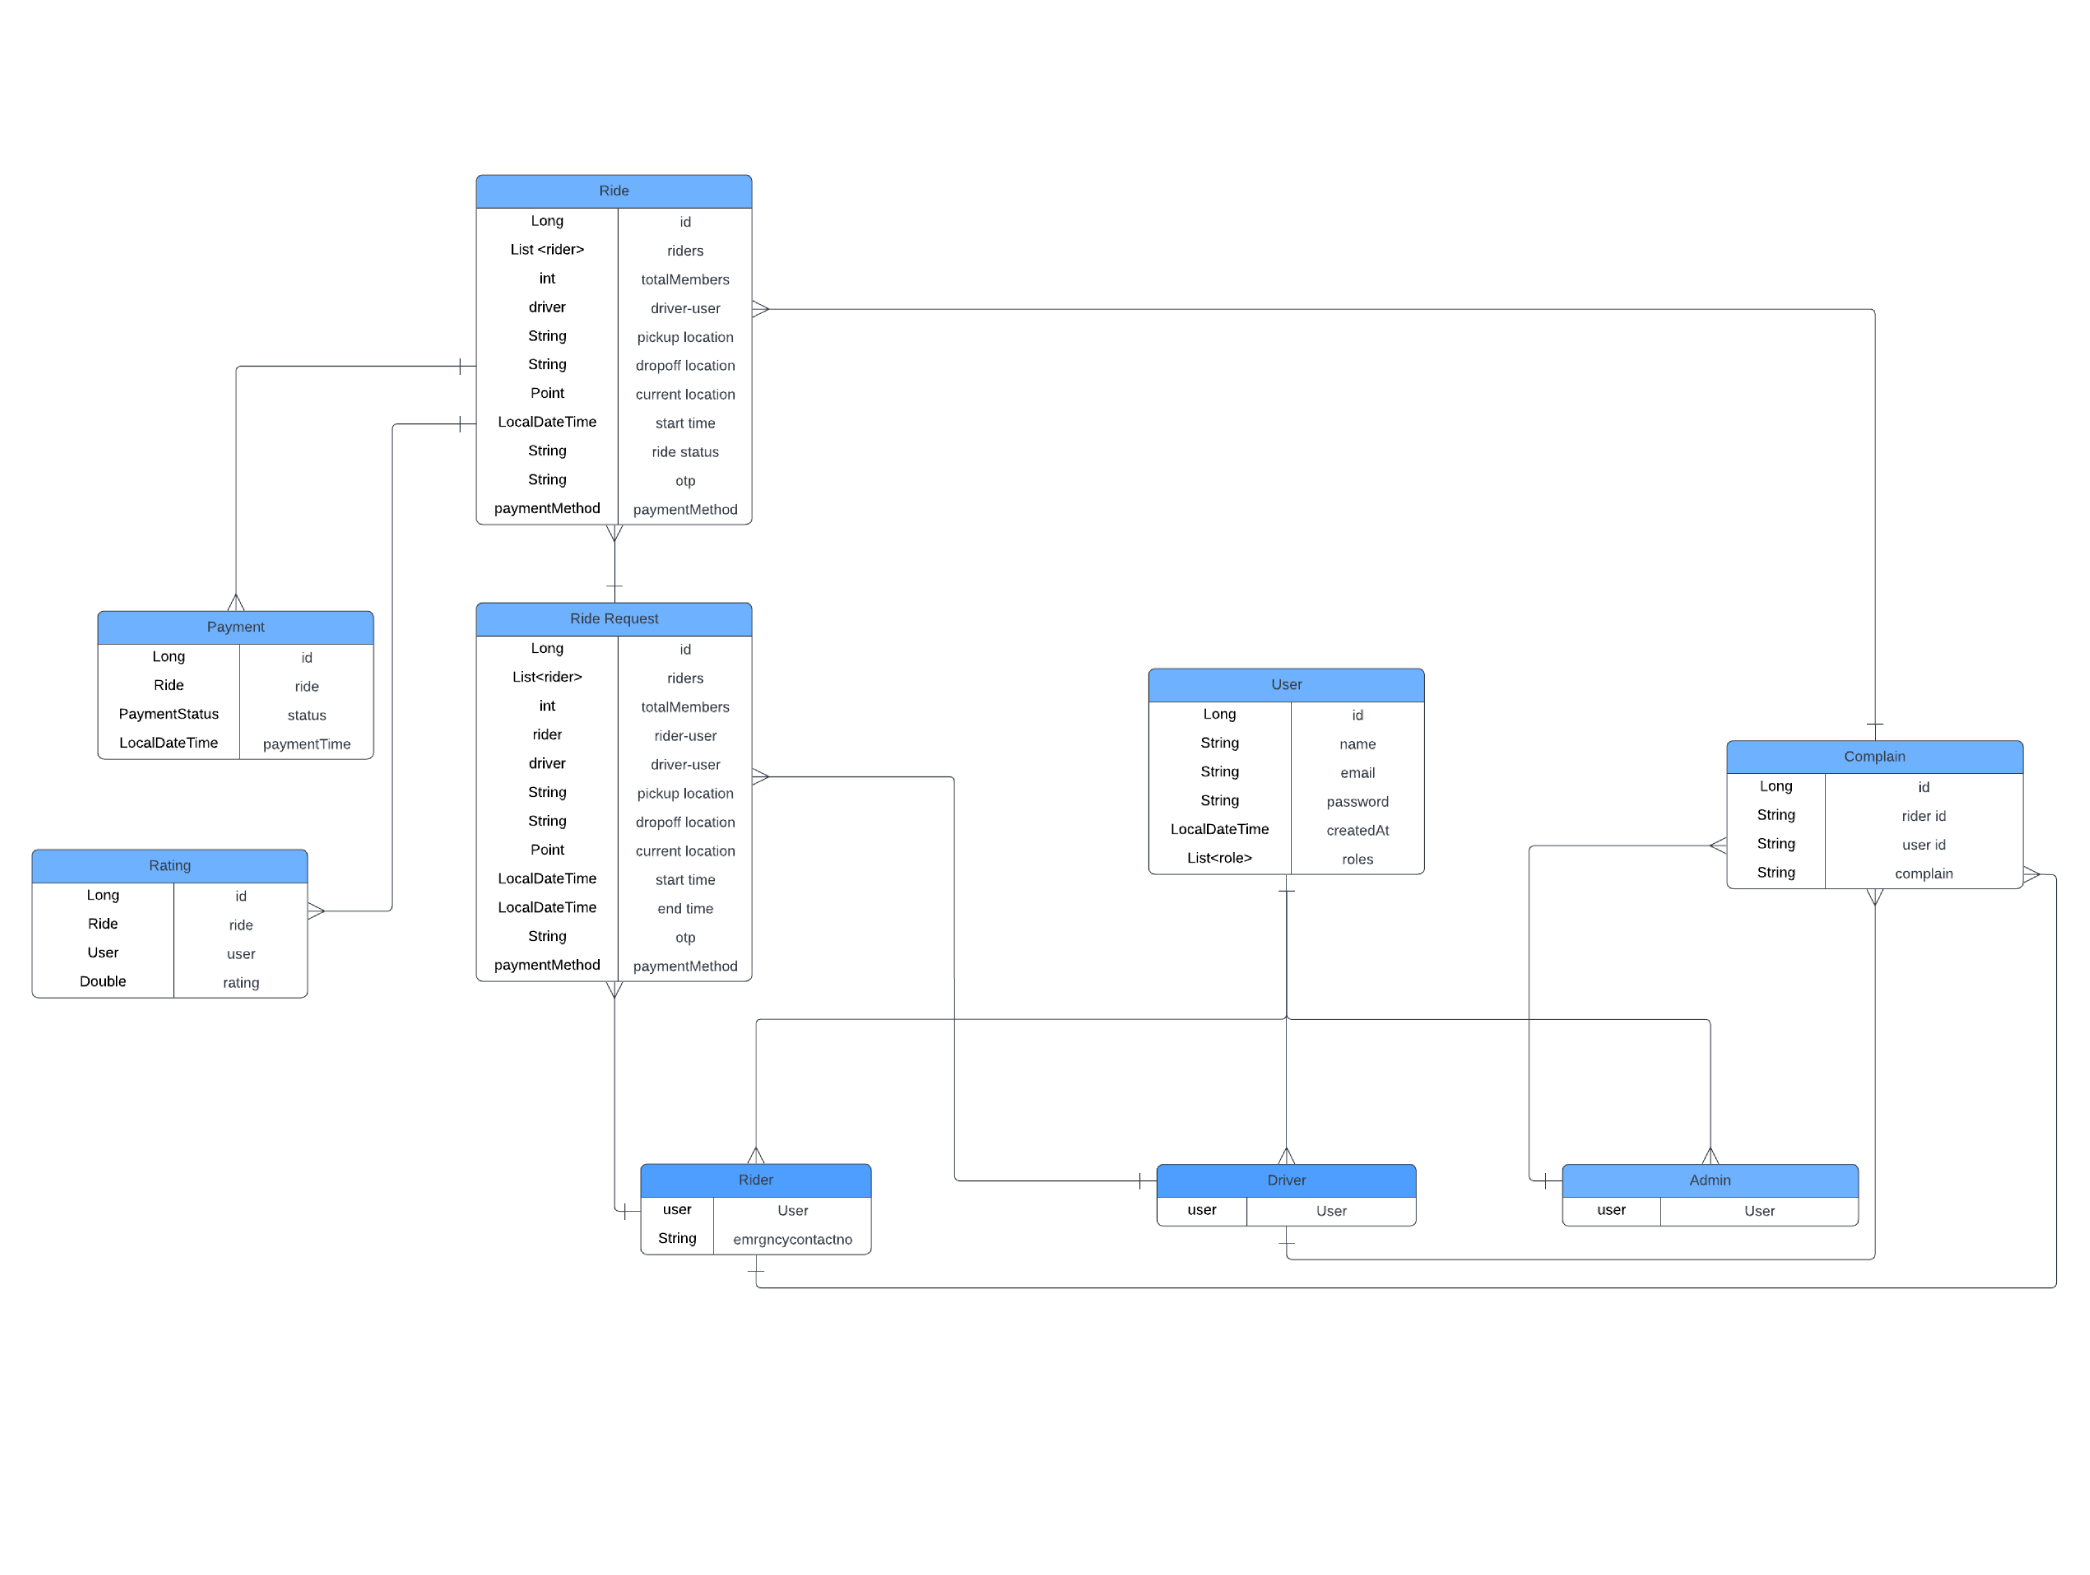 Ride
Long id
List <rider> riders
int totalMembers
driver driver-user
String pickup location
String dropoff location
Point current location
LocalDateTime start time
String ride status
String otp
paymentMethod paymentMethod
Payment
Long id
Ride ride
PaymentStatus status
LocalDateTime paymentTime
Rating
Long id
Ride ride
User user
Double rating
Ride Request
Long id
List<rider> riders
int totalMembers
rider rider-user
driver driver-user
String pickup location
String dropoff location
Point current location
LocalDateTime start time
LocalDateTime end time
String otp
paymentMethod paymentMethod
User
Long id
String name
String email
String password
LocalDateTime createdAt
List<role> roles
Complain
Long id
String rider id
String user id
String complain
Rider
user User
String emrgncycontactno
Driver
user User
Admin
user User